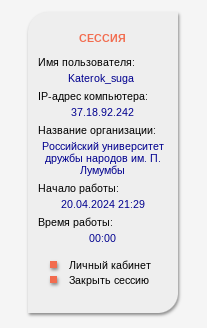 СЕССИЯ
Имя пользователя:
Katerok_suga
IP-адрес компьютера:
37.18.92.242
Название организации:
Российский университет
дружбы народов им. П.
Лумумбы
Начало работы:
20.04.2024 21:29
Время работы:
00:00
Личный кабинет
Закрыть сессию